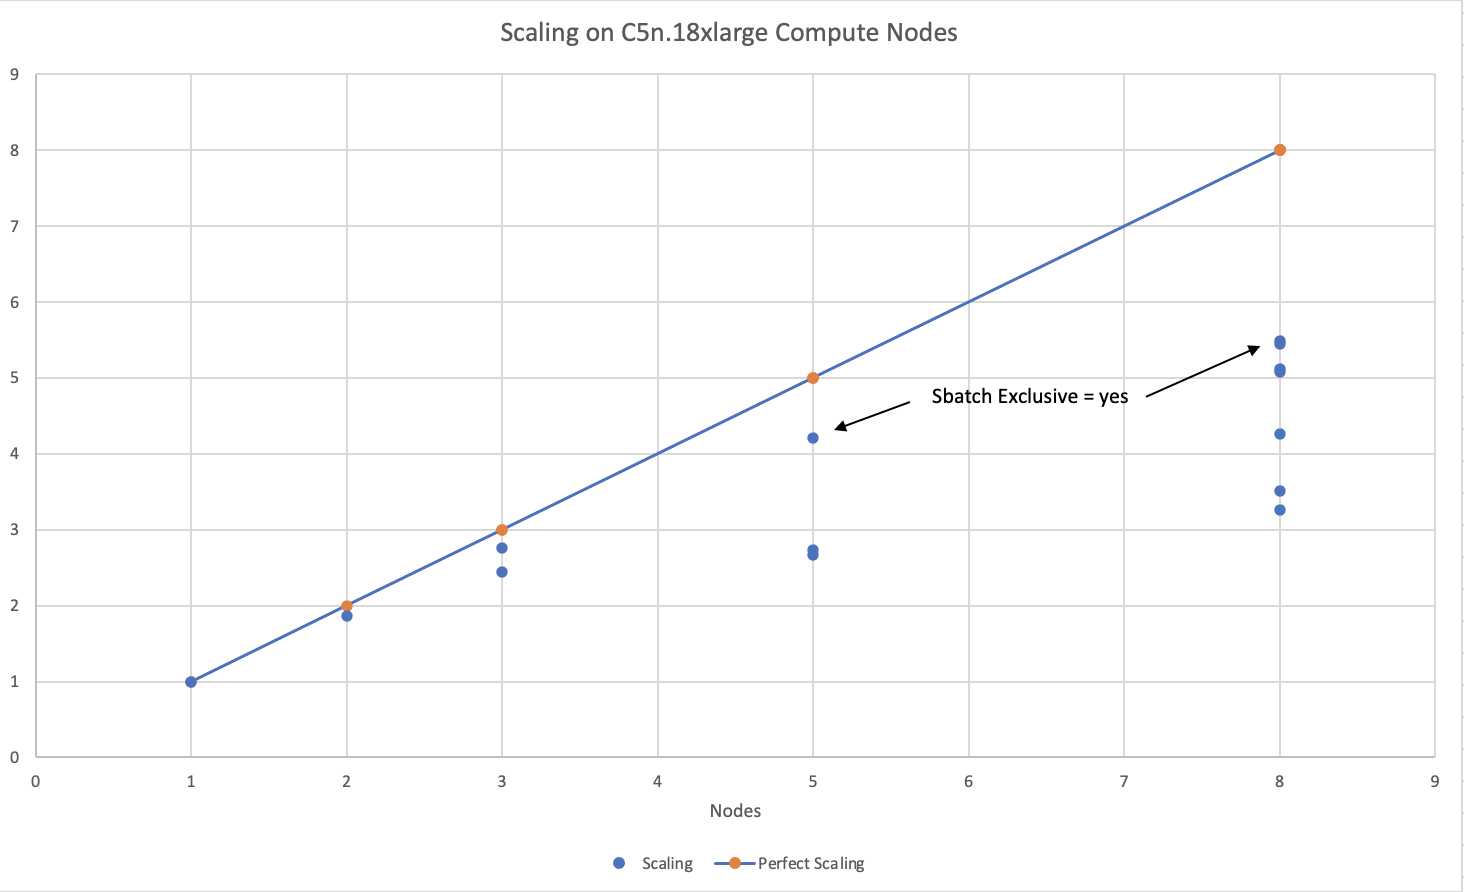 Scaling on C5n.18xlarge Compute Nodes
9
8
7
6
5
4
3
2
1
0
Sbatch Exclusive = yes
0 1 2 3 4 5 6 7 8 9
Nodes
Scaling Perfect Scaling